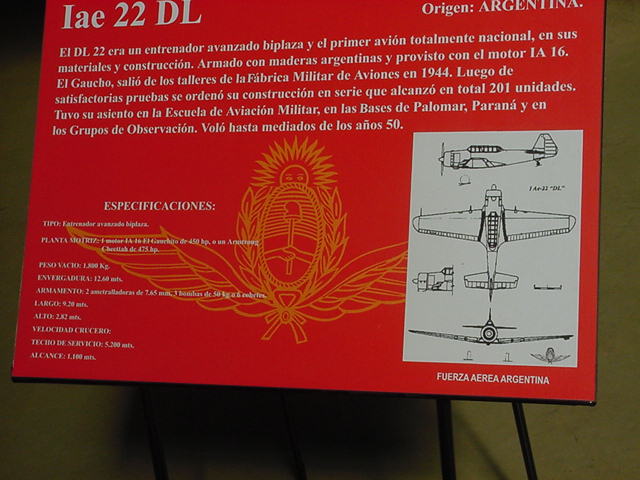 Iae 22 DL
Origen: ARGENTINA.
El DL 22 era un entrenador avanzado biplaza y el primer avión totalmente nacional, en sus
materiales y construcción. Armado con maderas argentinas y provisto con el motor IA 16.
El Gaucho, salió de los talleres de la Fábrica Militar de Aviones en 1944. Luego de
satisfactorias pruebas se ordenó su construcción en serie que alcanzó en total 201 unidades.
Tuvo su asiento en la Escuela de Aviación Militar, en las Bases de Palomar, Paraná y en
los Grupos de Observación. Voló hasta mediados de los años 50.
I Ae-22 "DL"
ESPECIFICACIONES:
TIPO: Entrenador avanzado biplaza.
PLANTA MOTRIZ: 1 motor IA 16 El Gauchito de 450 hp, o un Armstrong
Cheettah de 475 hp.
PESO VACIO: 1.800 Kg.
ENVERGADURA: 12.60 mts.
ARMAMENTO: 2 ametralladoras de 7.65 mm, 3 bombas de 50 kg o 6 cohetes.
LARGO: 9.20 mts.
ALTO: 2.82 mts.
VELOCIDAD CRUCERO:
TECHO DE SERVICIO: 5.200 mts.
ALCANCE: 1.100 mts.
FUERZA AEREA ARGENTINA